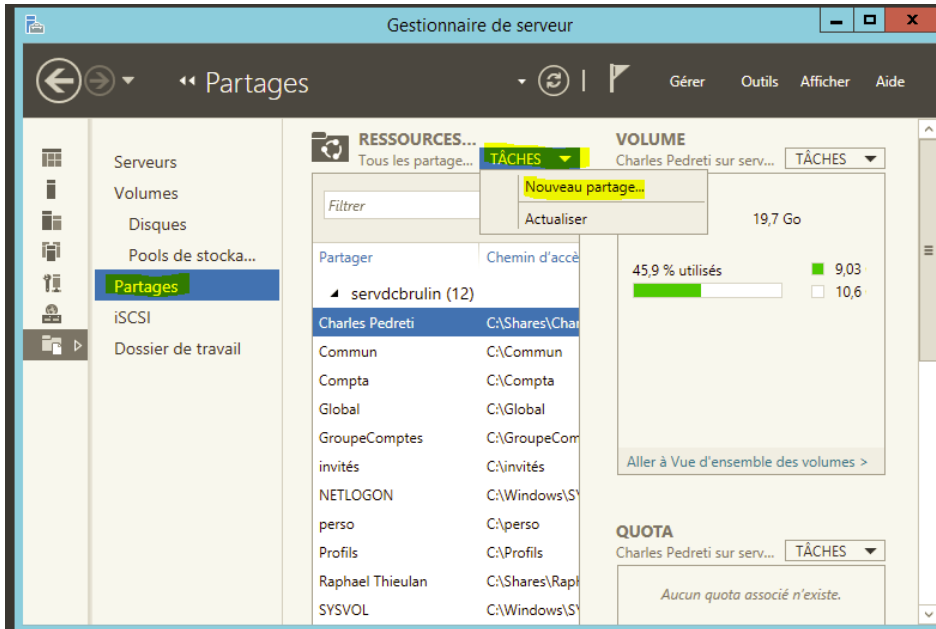 Gestionnaire de serveur
Partages
Gérer Outils Afficher Aide
Serveurs
Volumes
Disques
Pools de stocka...
Partages
iSCSI
Dossier de travail
RESSOURCES...
Tous les partage...
TÂCHES
Nouveau partage...
Actualiser
Filtrer
Partager Chemin d'accè
servdcbrulin (12)
Charles Pedreti C:\Shares\Char
Commun C:\Commun
Compta C:\Compta
Global C:\Global
GroupeComptes C:\GroupeCom
invités C:\invités
NETLOGON C:\Windows\SY
perso C:\perso
Profils C:\Profils
Raphael Thieulan C:\Shares\Raph
SYSVOL C:\Windows\SY
VOLUME
Charles Pedreti sur serv... TÂCHES
19,7 Go
45,9 % utilisés 9,03
10,6
Aller à Vue d'ensemble des volumes >
QUOTA
Charles Pedreti sur serv... TÂCHES
Aucun quota associé n'existe.